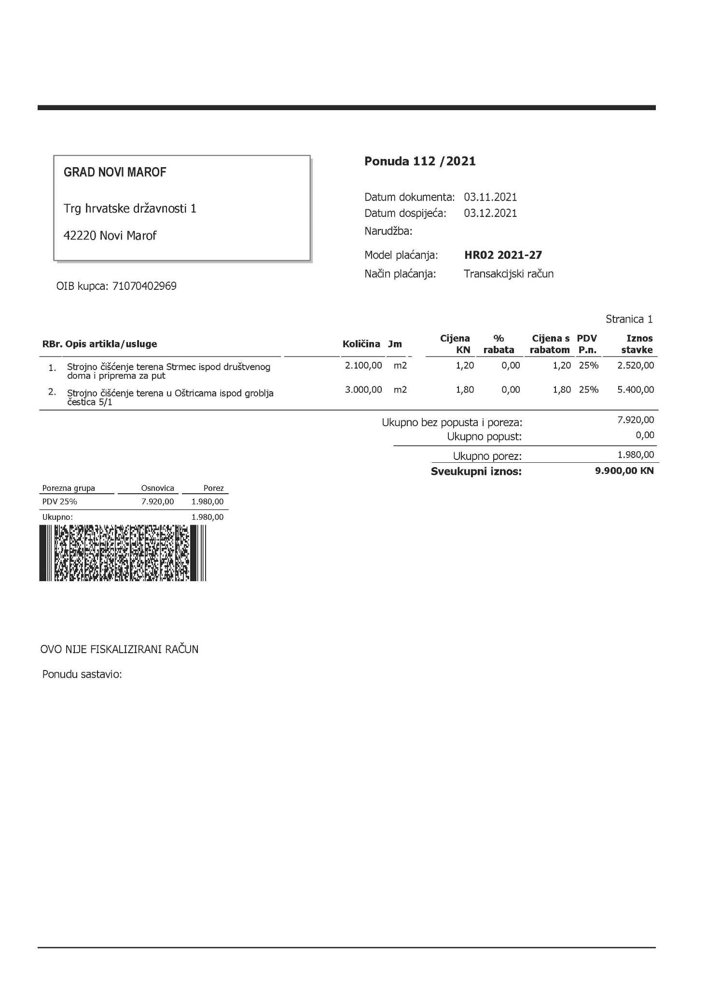 GRAD NOVI MAROF
Trg hrvatske državnosti 1
42220 Novi Marof
OIB kupca: 71070402969
Ponuda 112 /2021
Datum dokumenta: 03.11.2021
Datum dospijeća: 03.12.2021
Narudžba:
Model plaćanja: HR02 2021-27
Način plaćanja: Transakcijski račun
Stranica 1
RBr. Opis artikla/usluge Količina Jm Cijena KN % rabata Cijena s rabatom PDV P.n. Iznos stavke
1. Strojno čišćenje terena Strmec ispod društvenog 2.100,00 m2 1,20 0,00 1,20 25% 2.520,00
doma i priprema za put
2. Strojno čišćenje terena u Oštricama ispod groblja 3.000,00 m2 1,80 0,00 1,80 25% 5.400,00
čestica 5/1
Ukupno bez popusta i poreza: 7.920,00
Ukupno popust: 0,00
Ukupno porez: 1.980,00
Sveukupni iznos: 9.900,00 KN
Porezna grupa Osnovica Porez
PDV 25% 7.920,00 1.980,00
Ukupno: 1.980,00
OVO NIJE FISKALIZIRANI RAČUN
Ponudu sastavio: